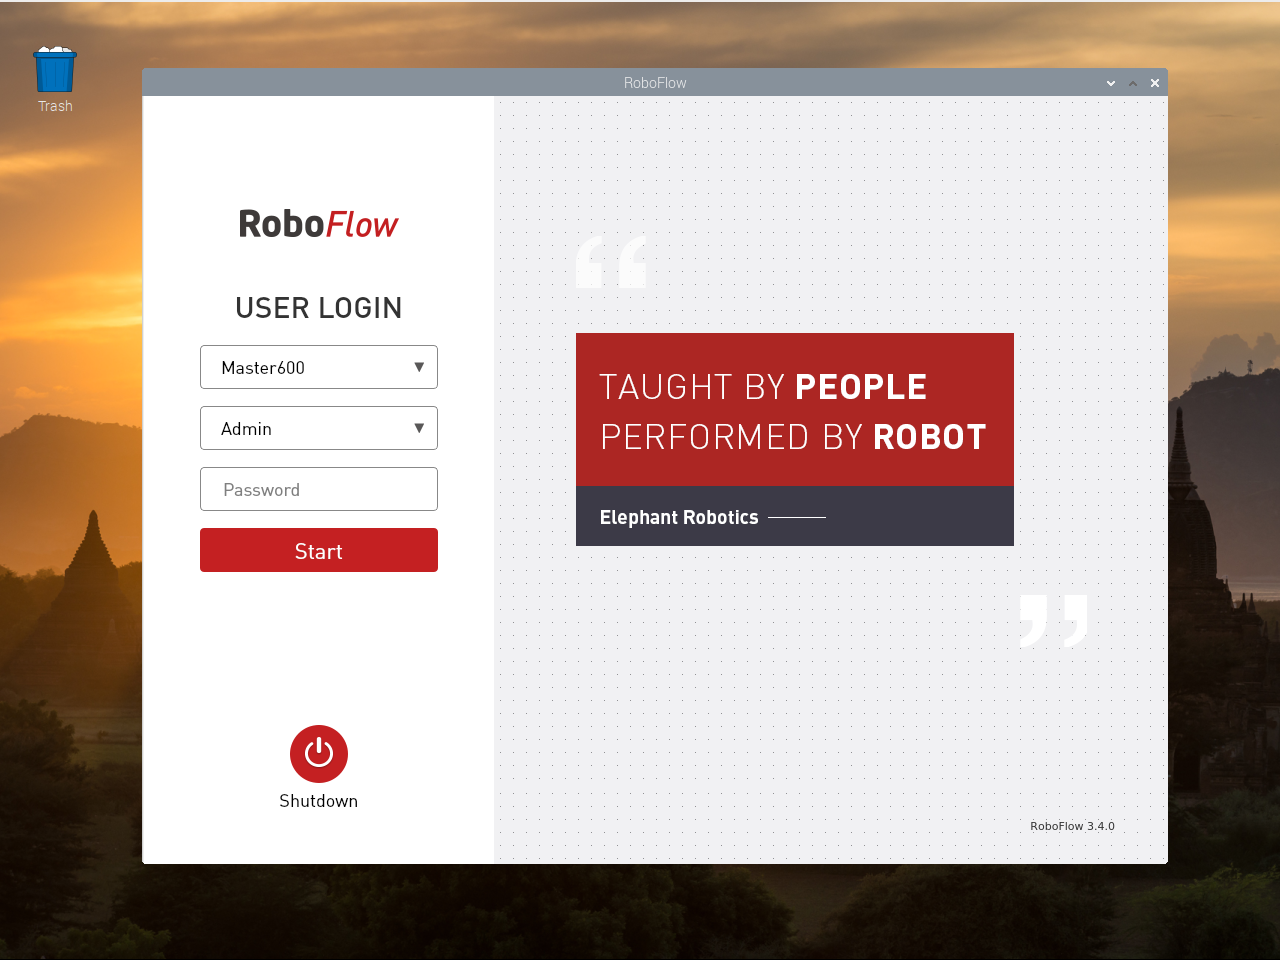 Trash
RoboFlow
RoboFlow
USER LOGIN
Master600
Admin
Password
Start
Shutdown
TAUGHT BY PEOPLE
PERFORMED BY ROBOT
Elephant Robotics
RoboFlow 3.4.0